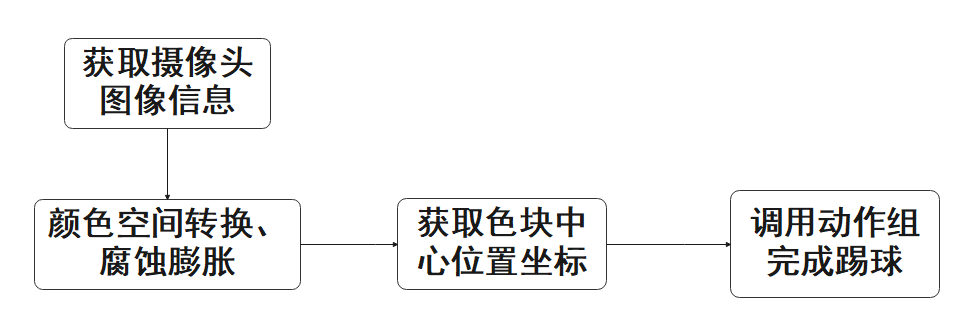 获取摄像头
图像信息
颜色空间转换、
腐蚀膨胀
获取色块中
心位置坐标
调用动作组
完成踢球